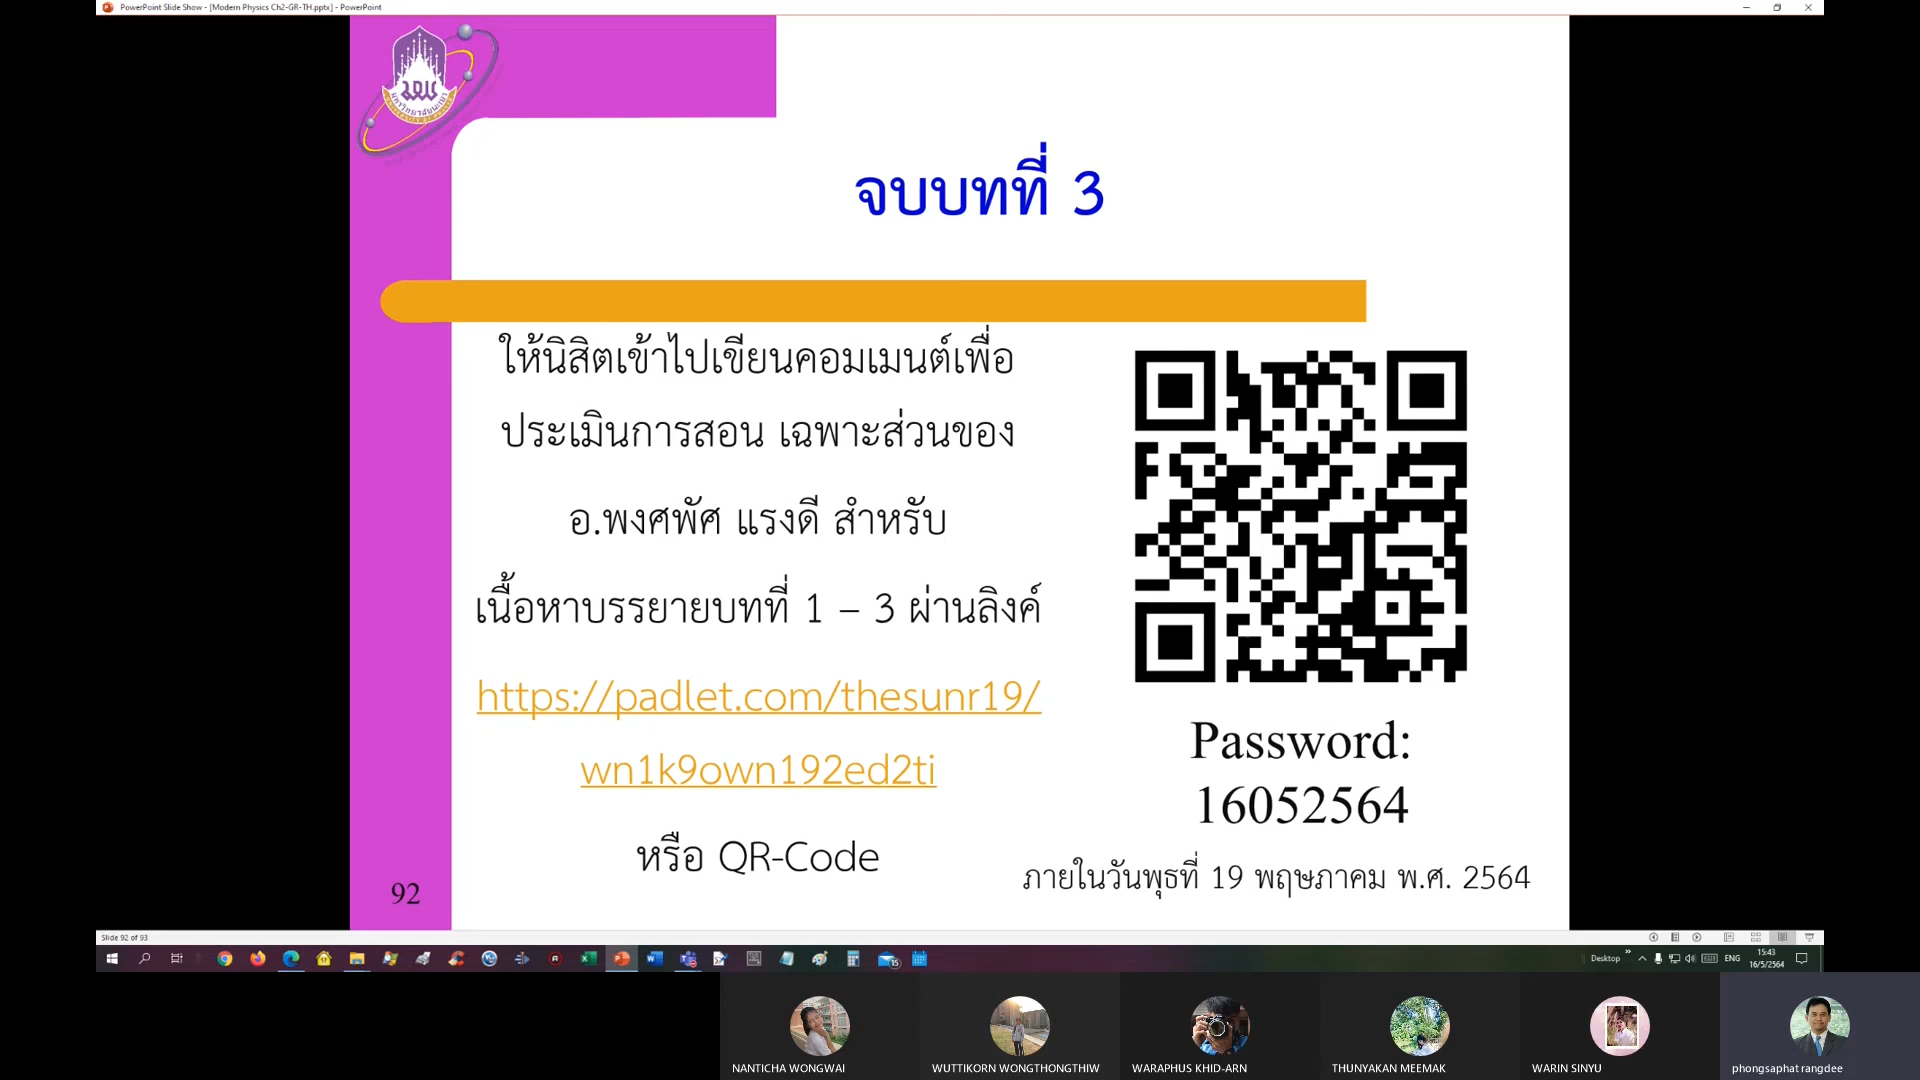 PowerPoint Slide Show - [Modern Physics Ch2-GR-TH.pptx] - PowerPoint
จบบทที่ 3
ให้นิสิตเข้าไปเขียนคอมเมนต์เพื่อ
ประเมินการสอน เฉพาะส่วนของ
อ.พงศพัศ แรงดี สำหรับ
เนื้อหาบรรยายบทที่ 1 – 3 ผ่านลิงค์
https://padlet.com/thesunr19/
wn1k9own192ed2ti
หรือ QR-Code
Password:
16052564
ภายในวันพุธที่ 19 พฤษภาคม พ.ศ. 2564
92
Slide 92 of 93
Desktop
ENG
15:43
16/5/2564
15
NANTICHA WONGWAI
WUTTIKORN WONGTHONGTHIW
WARAPHUS KHID-ARN
THUNYAKAN MEEMAK
WARIN SINYU
phongsaphat rangdee